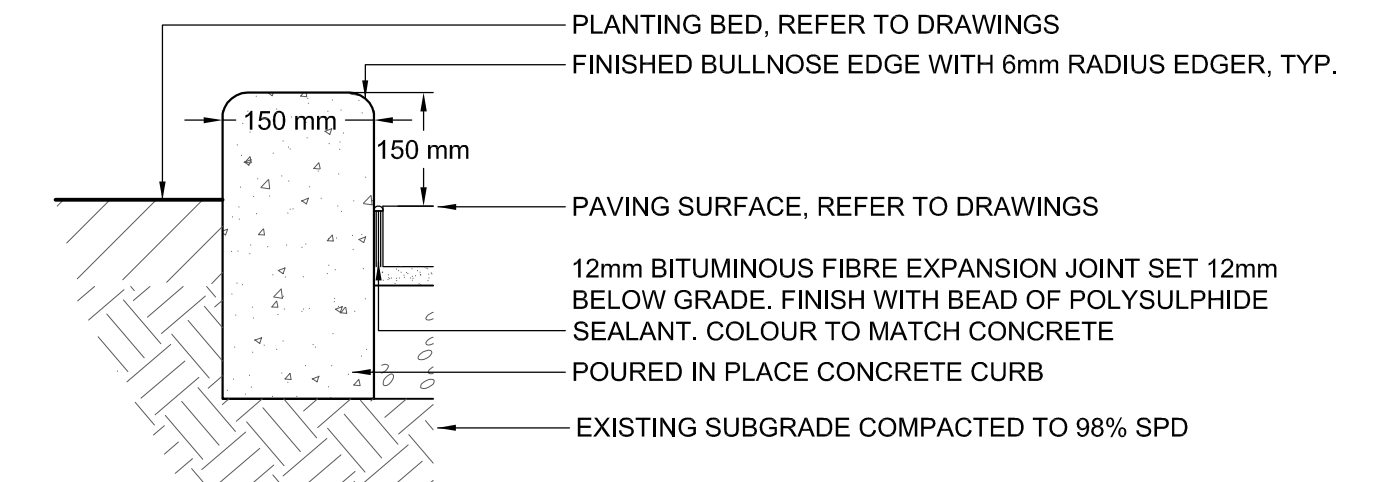 PLANTING BED, REFER TO DRAWINGS
FINISHED BULLNOSE EDGE WITH 6mm RADIUS EDGER, TYP.
150 mm
150 mm
PAVING SURFACE, REFER TO DRAWINGS
12mm BITUMINOUS FIBRE EXPANSION JOINT SET 12mm
BELOW GRADE. FINISH WITH BEAD OF POLYSULPHIDE
SEALANT. COLOUR TO MATCH CONCRETE
POURED IN PLACE CONCRETE CURB
EXISTING SUBGRADE COMPACTED TO 98% SPD